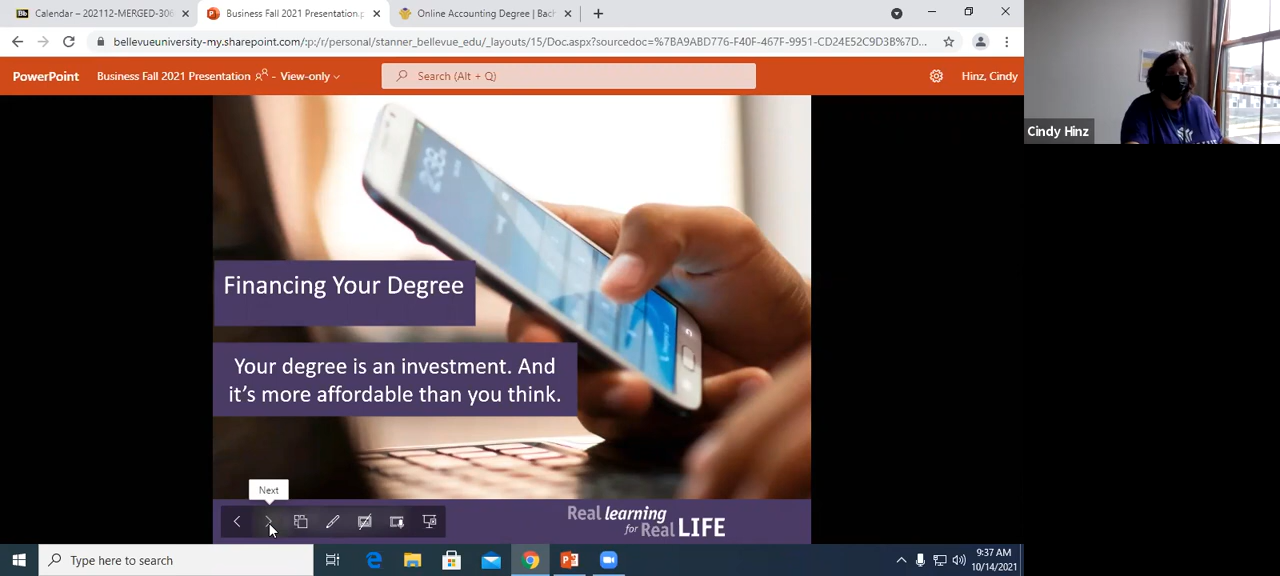 Calendar – 202112-MERGED-306
Business Fall 2021 Presentation.p
Online Accounting Degree | Bach
bellevueuniversity-my.sharepoint.com/:p:/r/personal/stanner_bellevue_edu/_layouts/15/Doc.aspx?sourcedoc=%7BA9ABD776-F40F-467F-9951-CD24E52C9D3B%7D...
PowerPoint
Business Fall 2021 Presentation - View-only
Search (Alt + Q)
Hinz, Cindy
Cindy Hinz
Financing Your Degree
Your degree is an investment. And
it's more affordable than you think.
Next
Real learning
for Real LIFE
Type here to search
9:37 AM
10/14/2021